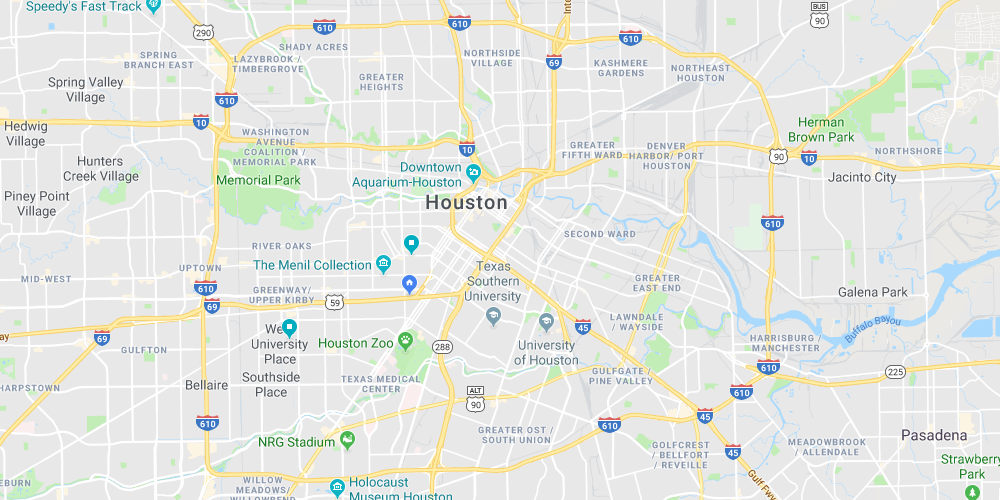 Speedy's Fast Track
290
610
610
Inte
BUS
90
SHADY ACRES
610
SPRING
BRANCH EAST
LAZYBROOK /
TIMBERGROVE
NORTHSIDE
VILLAGE
69
KASHMERE
GARDENS
NORTHEAST
HOUSTON
Spring Valley
Village
GREATER
HEIGHTS
610
Hedwig
Village
10
WASHINGTON
AVENUE
COALITION /
MEMORIAL PARK
10
Herman
Brown Park
GREATER
FIFTH WARD
DENVER
HARBOR/ PORT
HOUSTON
90
10
NORTHSHORE
Hunters
Creek Village
Downtown
Aquarium-Houston
Memorial Park
Jacinto City
Piney Point
Village
Houston
610
SECOND WARD
RIVER OAKS
The Menil Collection
MID-WEST
UPTOWN
Texas
Southern
University
610
GREENWAY/
UPPER KIRBY
59
69
GREATER
EAST END
Galena Park
ay
69
We
University
Place
45
LAWNDALE
/ WAYSIDE
Buffalo Bayou
GULFTON
Houston Zoo
288
University
of Houston
HARRISBURG/
MANCHESTER
Southside
Place
TEXAS MEDICAL
CENTER
GULFGATE /
PINE VALLEY
610
225
HARPSTOWN
Bellaire
ALT
90
610
610
45
NRG Stadium
GREATER OST /
SOUTH UNION
610
GOLFCREST
/ BELLFORT
/ REVEILLE
45
MEADOWBROOK
/ ALLENDALE
Pasadena
Strawberry
Park
EBURN
WILLOW
MEADOWS /
WILLOWBEND
Holocaust
Museum Houston
Gulf Fwy